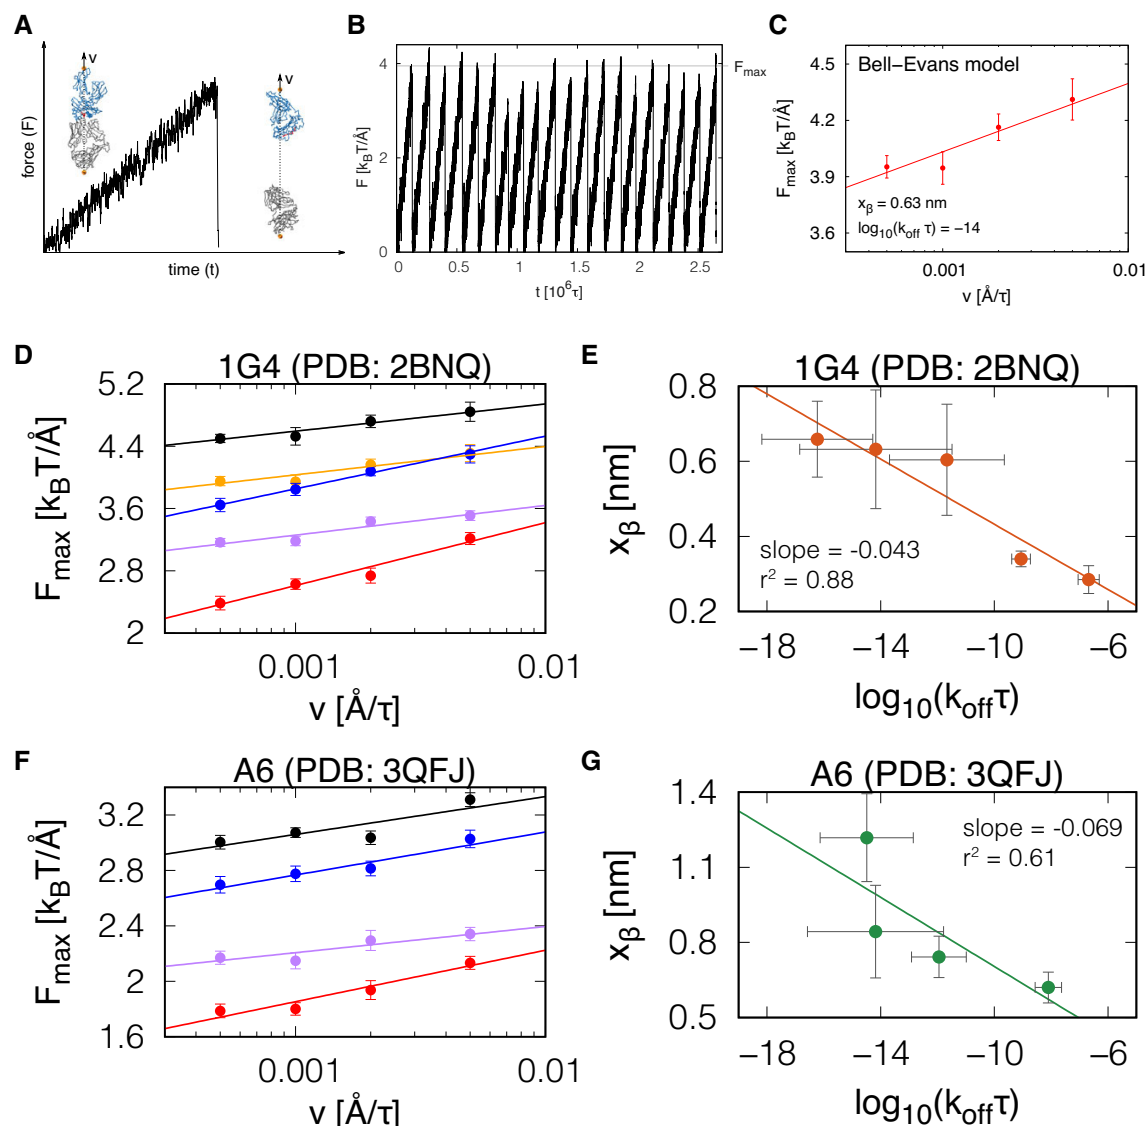 A
force (F)
v
v
time (t)
B
F [k_BT/Å]
4
2
0
F_max
0
0.5
1
1.5
2
2.5
t [10^6τ]
C
Bell–Evans model
F_max [k_BT/Å]
4.5
4.2
3.9
3.6
x_β = 0.63 nm
log_10(k_off τ) = −14
0.001
0.01
v [Å/τ]
D
1G4 (PDB: 2BNQ)
F_max [k_BT/Å]
5.2
4.4
3.6
2.8
2
0.001
0.01
v [Å/τ]
E
1G4 (PDB: 2BNQ)
x_β [nm]
0.8
0.6
0.4
0.2
slope = -0.043
r² = 0.88
−18
−14
−10
−6
log_10(k_offτ)
F
A6 (PDB: 3QFJ)
F_max [k_BT/Å]
3.2
2.8
2.4
2
1.6
0.001
0.01
v [Å/τ]
G
A6 (PDB: 3QFJ)
x_β [nm]
1.4
1.1
0.8
0.5
slope = -0.069
r² = 0.61
−18
−14
−10
−6
log_10(k_offτ)